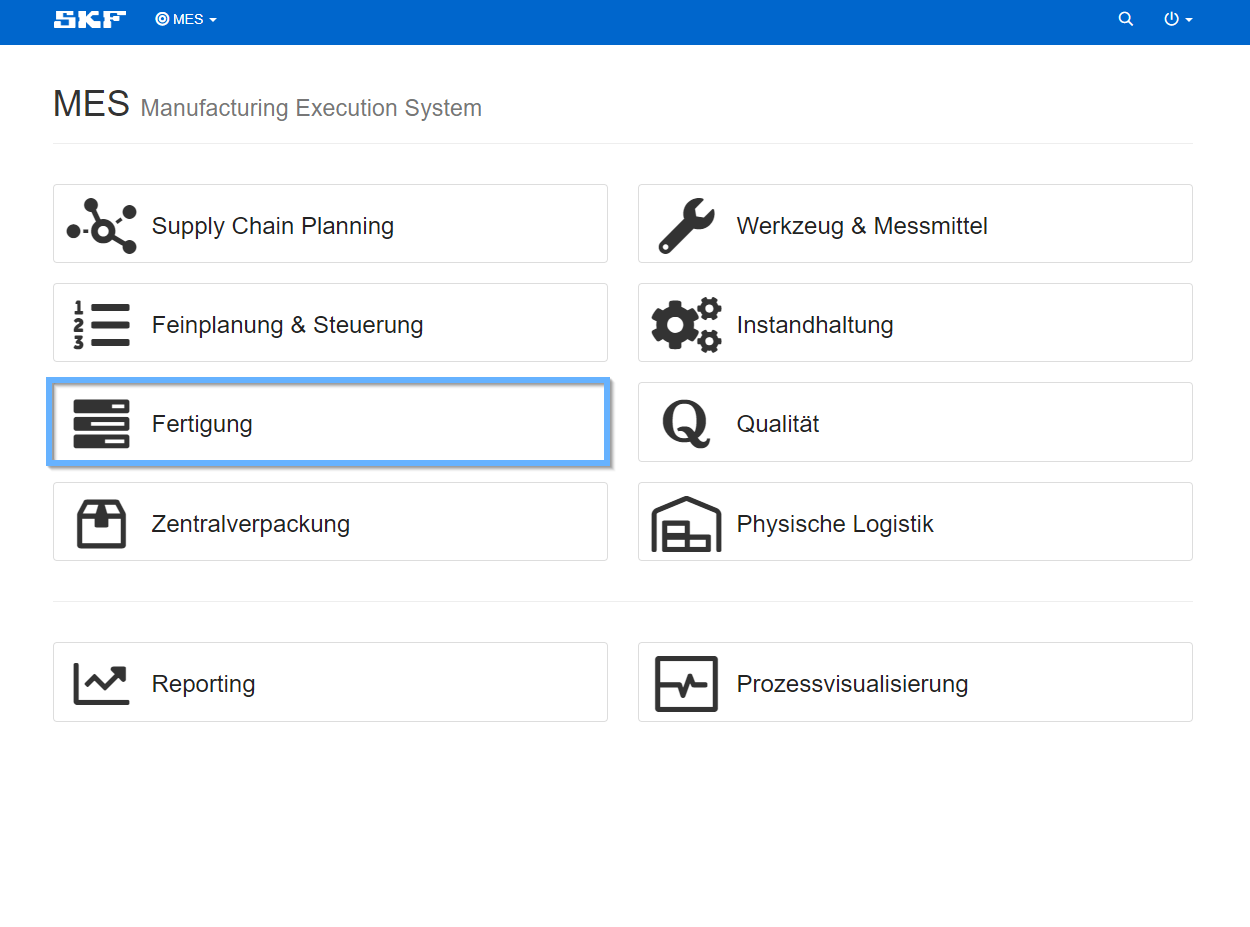 SKF MES
MES Manufacturing Execution System
Supply Chain Planning
Werkzeug & Messmittel
1
2
3
Feinplanung & Steuerung
Instandhaltung
Fertigung
Q
Qualität
Zentralverpackung
Physische Logistik
Reporting
Prozessvisualisierung